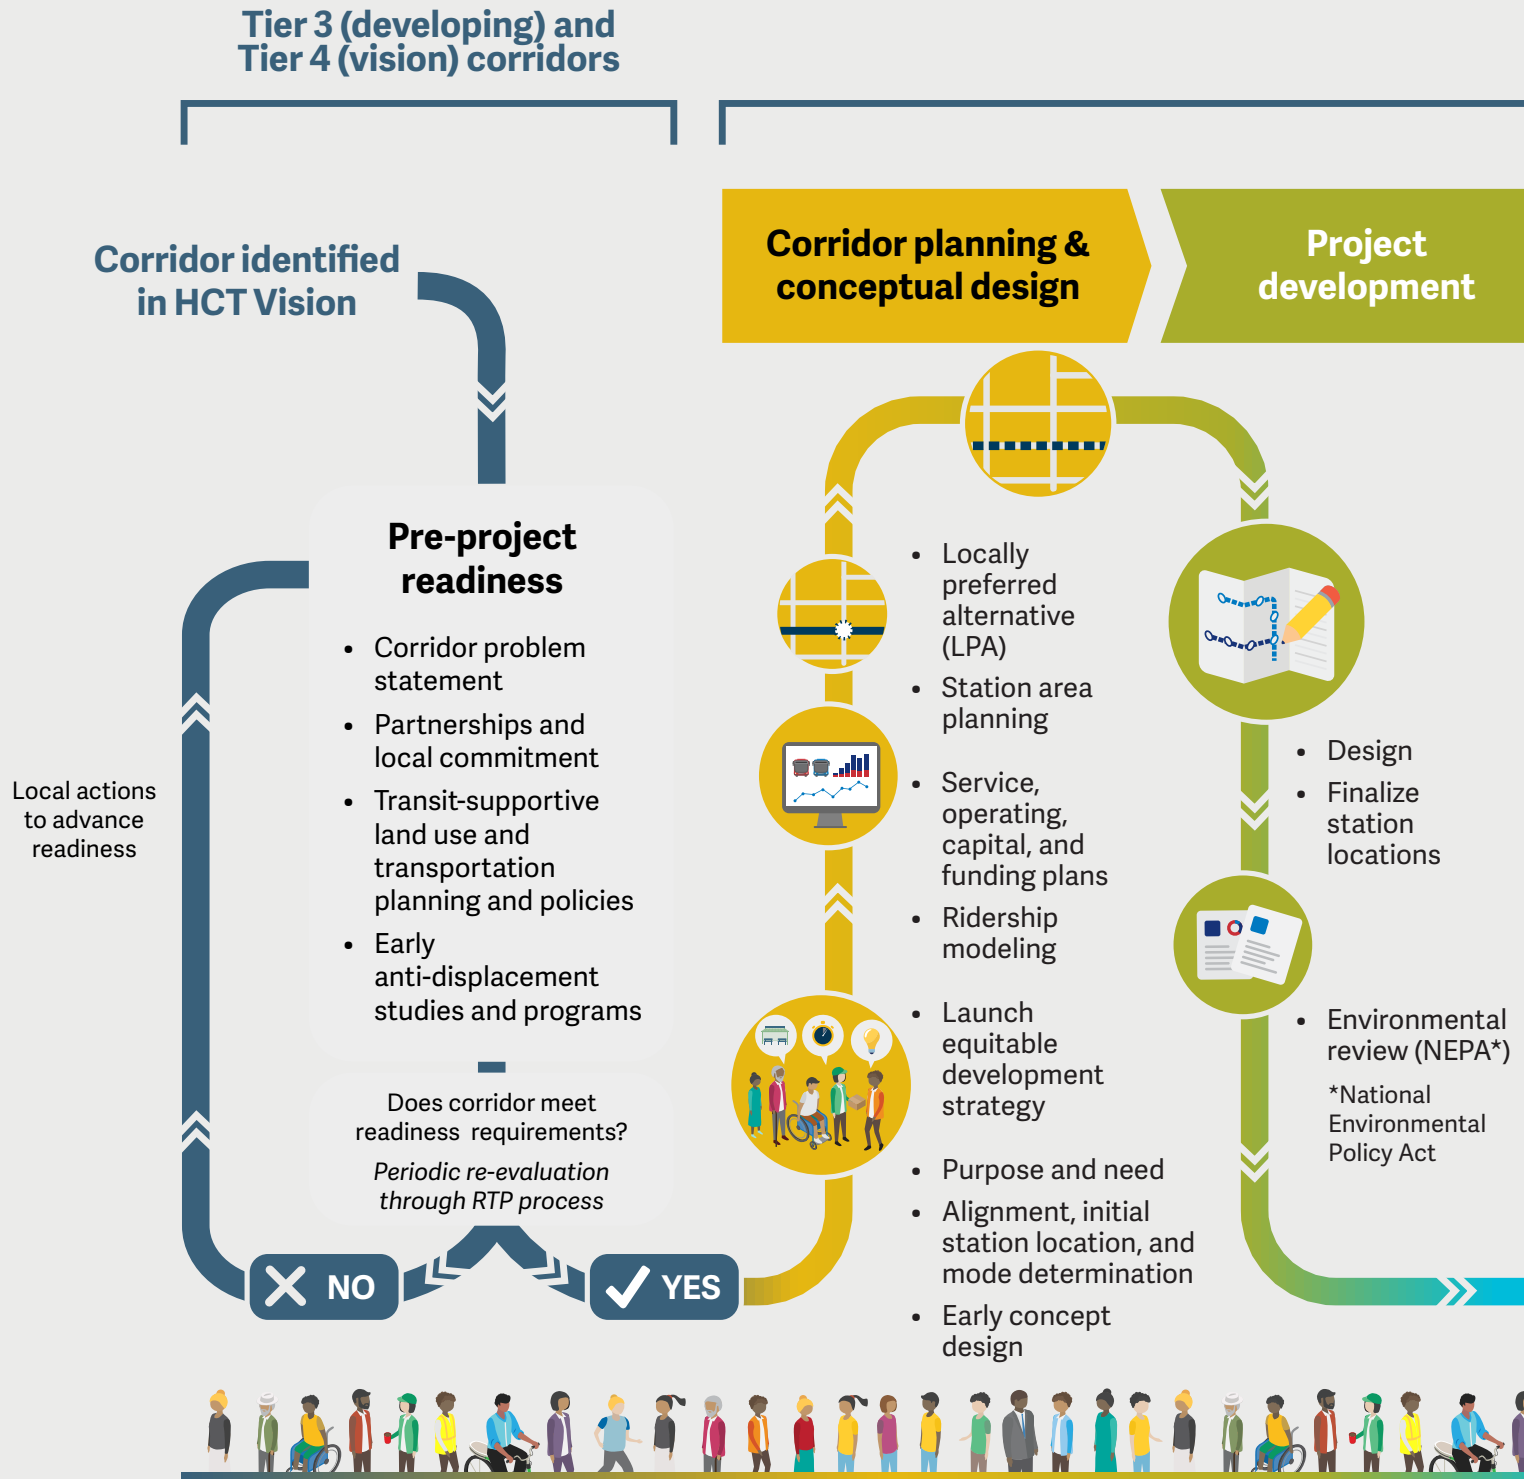 Tier 3 (developing) and
Tier 4 (vision) corridors
Corridor identified
in HCT Vision
Pre-project
readiness
• Corridor problem
statement
• Partnerships and
local commitment
• Transit-supportive
land use and
transportation
planning and policies
• Early
anti-displacement
studies and programs
Local actions
to advance
readiness
Does corridor meet
readiness requirements?
Periodic re-evaluation
through RTP process
NO
YES
Corridor planning &
conceptual design
• Locally
preferred
alternative
(LPA)
• Station area
planning
• Service,
operating,
capital, and
funding plans
• Ridership
modeling
• Launch
equitable
development
strategy
• Purpose and need
• Alignment, initial
station location, and
mode determination
• Early concept
design
Project
development
• Design
• Finalize
station
locations
• Environmental
review (NEPA*)
*National
Environmental
Policy Act